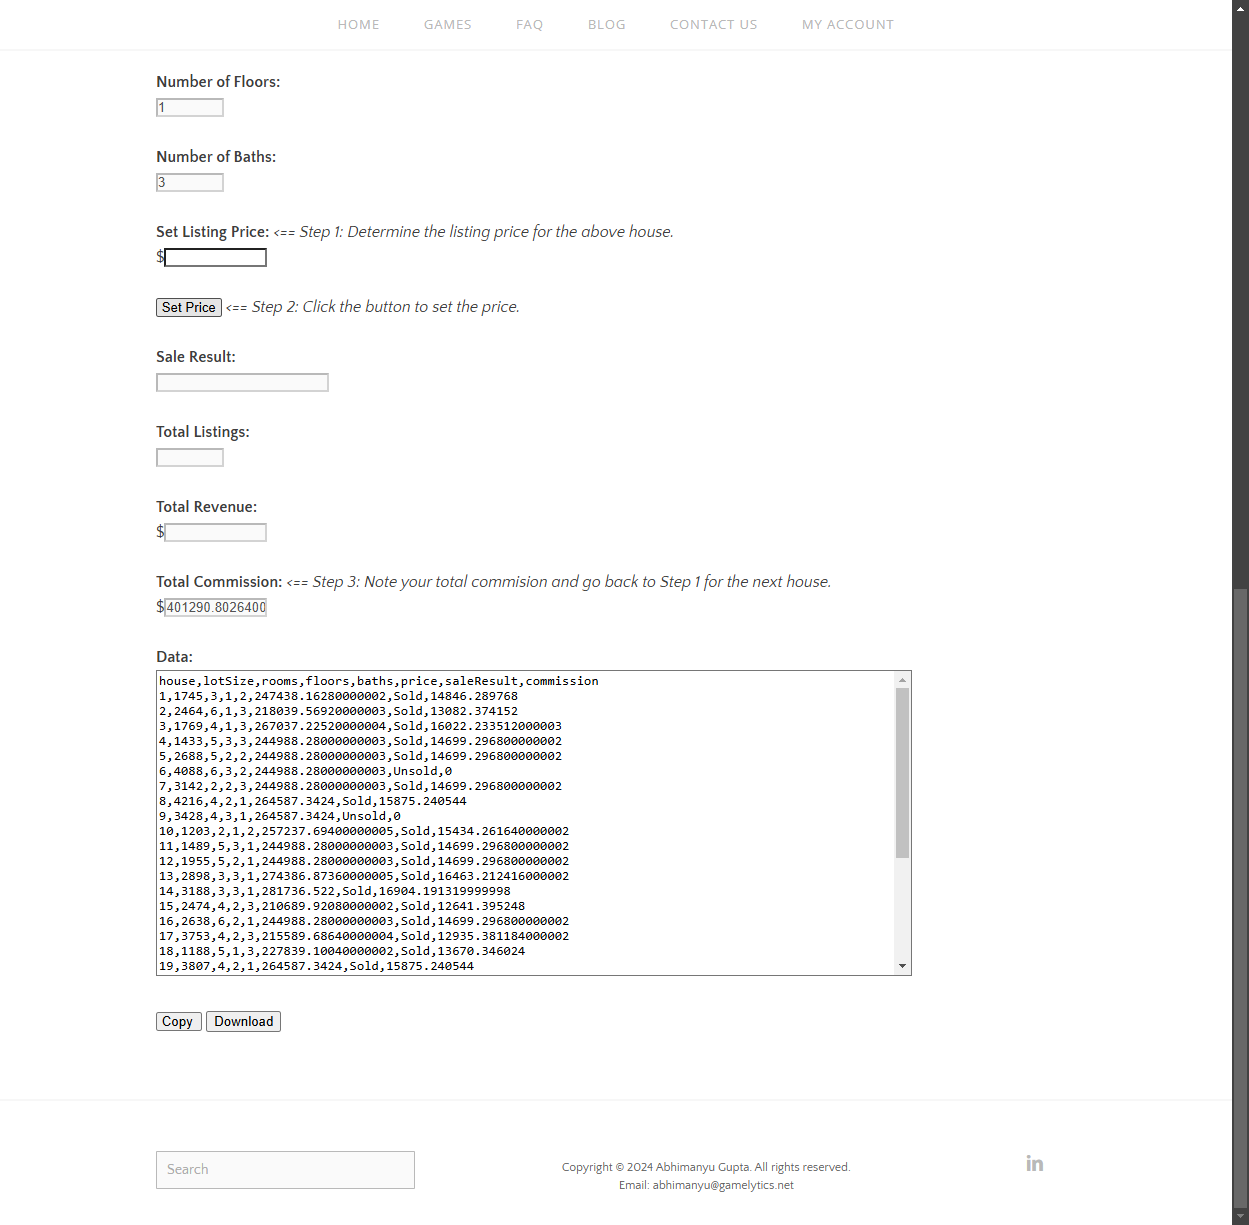 HOME GAMES FAQ BLOG CONTACT US MY ACCOUNT
Number of Floors:
1
Number of Baths:
3
Set Listing Price: <== Step 1: Determine the listing price for the above house.
$
Set Price <== Step 2: Click the button to set the price.
Sale Result:
Total Listings:
Total Revenue:
$
Total Commission: <== Step 3: Note your total commision and go back to Step 1 for the next house.
$401290.8026400
Data:
house,lotSize,rooms,floors,baths,price,saleResult,commission
1,1745,3,1,2,247438.16280000002,Sold,14846.289768
2,2464,6,1,3,218039.56920000003,Sold,13082.374152
3,1769,4,1,3,267037.22520000004,Sold,16022.233512000003
4,1433,5,3,3,244988.28000000003,Sold,14699.296800000002
5,2688,5,2,2,244988.28000000003,Sold,14699.296800000002
6,4088,6,3,2,244988.28000000003,Unsold,0
7,3142,2,2,3,244988.28000000003,Sold,14699.296800000002
8,4216,4,2,1,264587.3424,Sold,15875.240544
9,3428,4,3,1,264587.3424,Unsold,0
10,1203,2,1,2,257237.69400000005,Sold,15434.261640000002
11,1489,5,3,1,244988.28000000003,Sold,14699.296800000002
12,1955,5,2,1,244988.28000000003,Sold,14699.296800000002
13,2898,3,3,1,274386.87360000005,Sold,16463.212416000002
14,3188,3,3,1,281736.522,Sold,16904.191319999998
15,2474,4,2,3,210689.92080000002,Sold,12641.395248
16,2638,6,2,1,244988.28000000003,Sold,14699.296800000002
17,3753,4,2,3,215589.68640000004,Sold,12935.381184000002
18,1188,5,1,3,227839.10040000002,Sold,13670.346024
19,3807,4,2,1,264587.3424,Sold,15875.240544
Copy Download
Search
Copyright © 2024 Abhimanyu Gupta. All rights reserved.
Email: abhimanyu@gamelytics.net
in